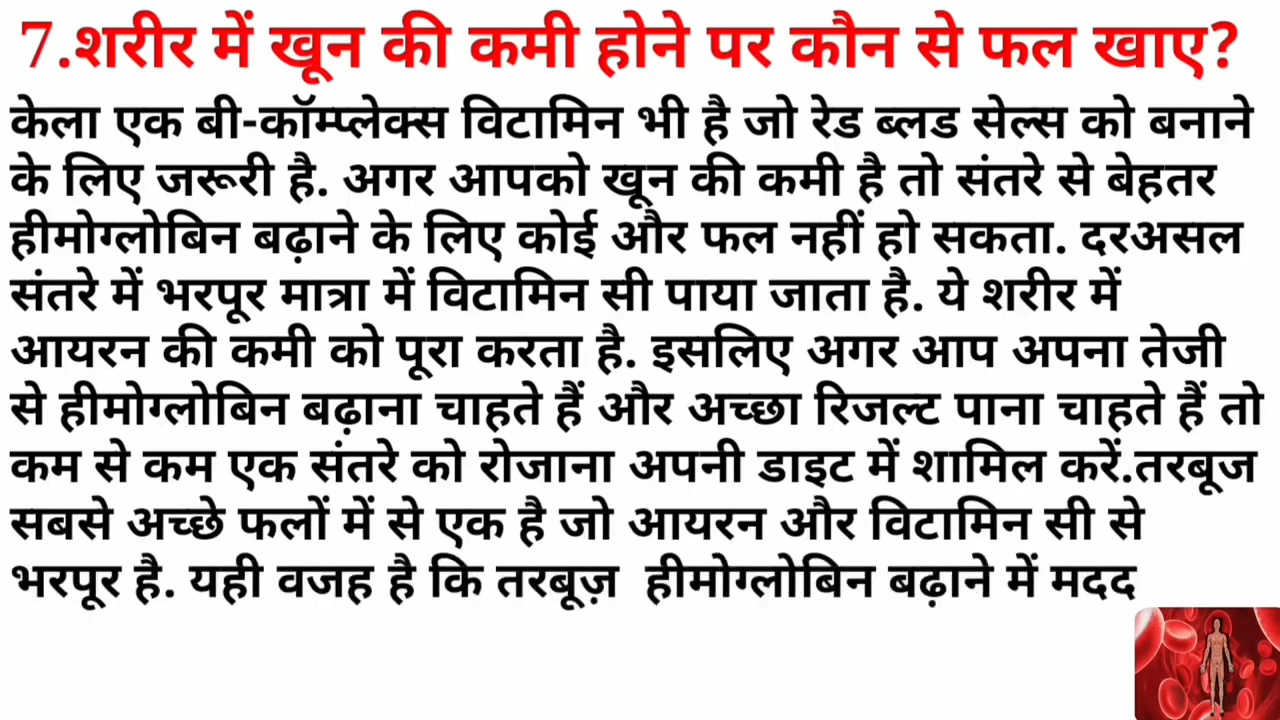 7.शरीर में खून की कमी होने पर कौन से फल खाए?
केला एक बी-कॉम्प्लेक्स विटामिन भी है जो रेड ब्लड सेल्स को बनाने
के लिए जरूरी है. अगर आपको खून की कमी है तो संतरे से बेहतर
हीमोग्लोबिन बढ़ाने के लिए कोई और फल नहीं हो सकता. दरअसल
संतरे में भरपूर मात्रा में विटामिन सी पाया जाता है. ये शरीर में
आयरन की कमी को पूरा करता है. इसलिए अगर आप अपना तेजी
से हीमोग्लोबिन बढ़ाना चाहते हैं और अच्छा रिजल्ट पाना चाहते हैं तो
कम से कम एक संतरे को रोजाना अपनी डाइट में शामिल करें.तरबूज
सबसे अच्छे फलों में से एक है जो आयरन और विटामिन सी से
भरपूर है. यही वजह है कि तरबूज़  हीमोग्लोबिन बढ़ाने में मदद